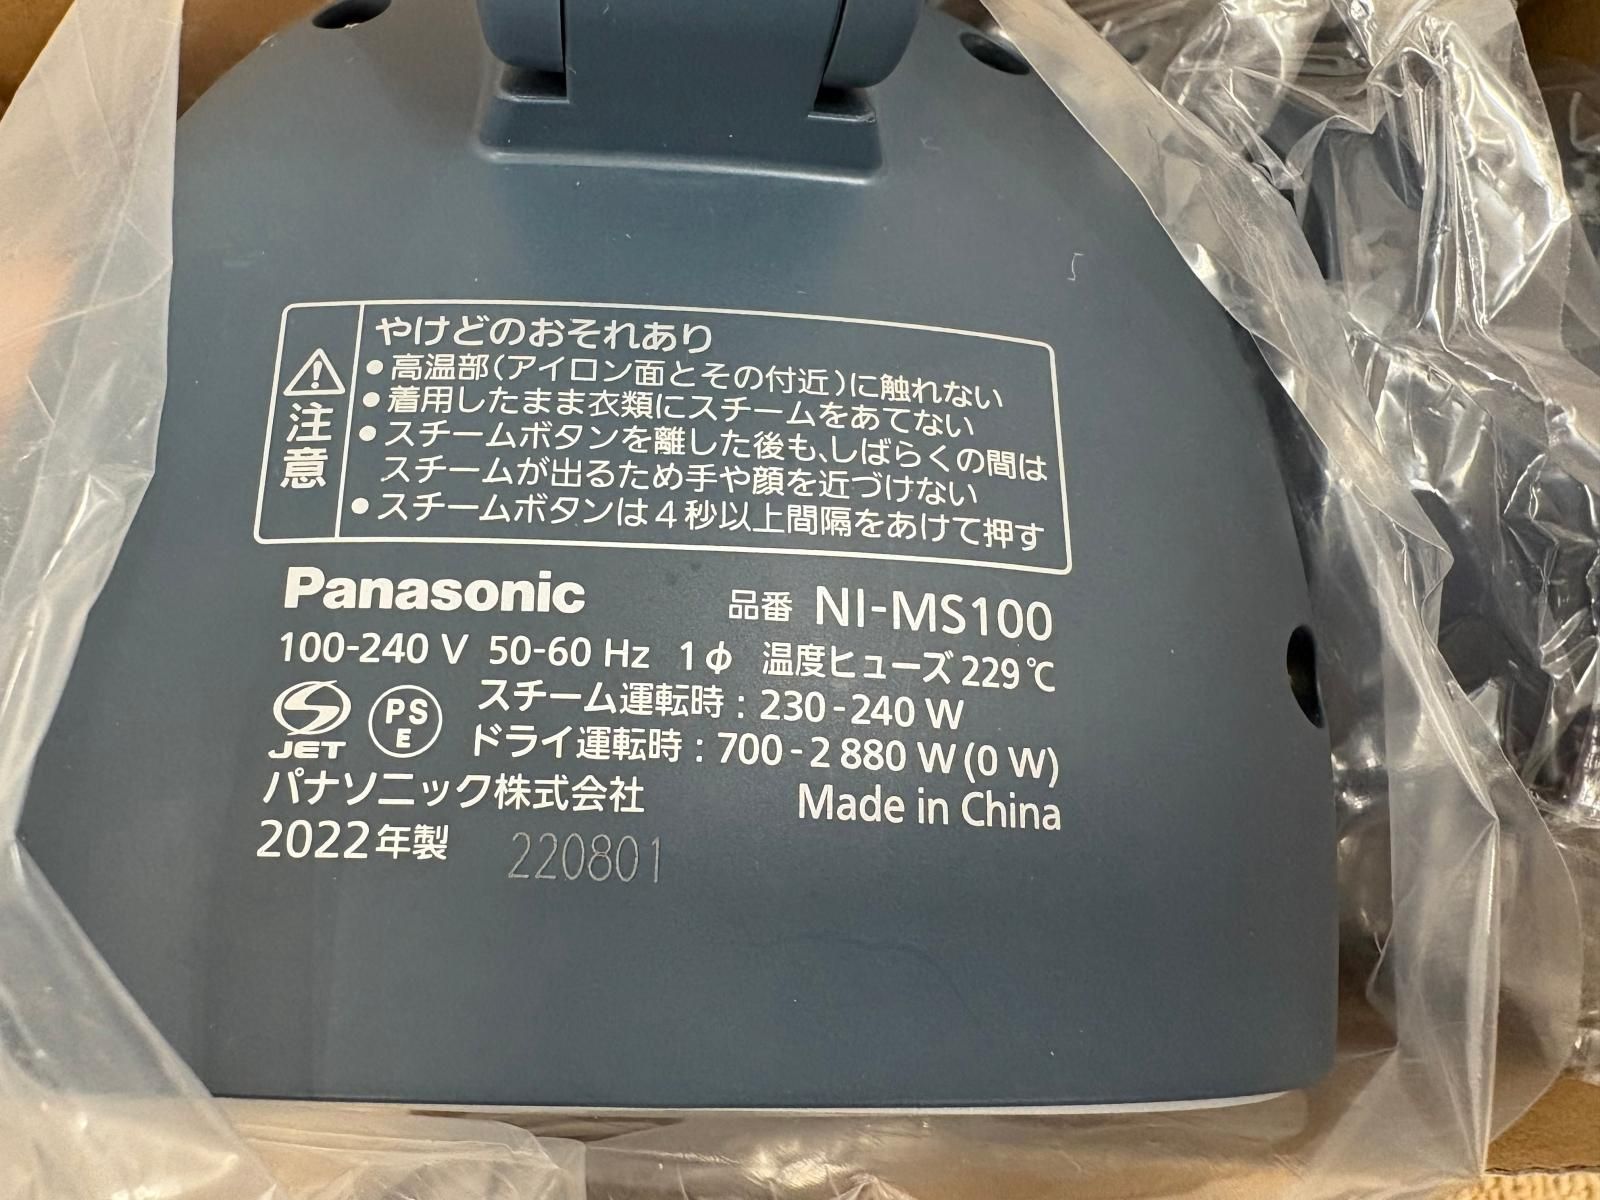 注意
やけどのおそれあり
●高温部(アイロン面とその付近)に触れない
●着用したまま衣類にスチームをあてない
●スチームボタンを離した後も、しばらくの間は
スチームが出るため手や顔を近づけない
●スチームボタンは4秒以上間隔をあけて押す
Panasonic 品番 NI-MS100
100-240 V 50-60 Hz 1φ 温度ヒューズ 229℃
JET PSE スチーム運転時：230-240 W
ドライ運転時：700-2 880 W (0 W)
パナソニック株式会社 Made in China
2022年製 220801